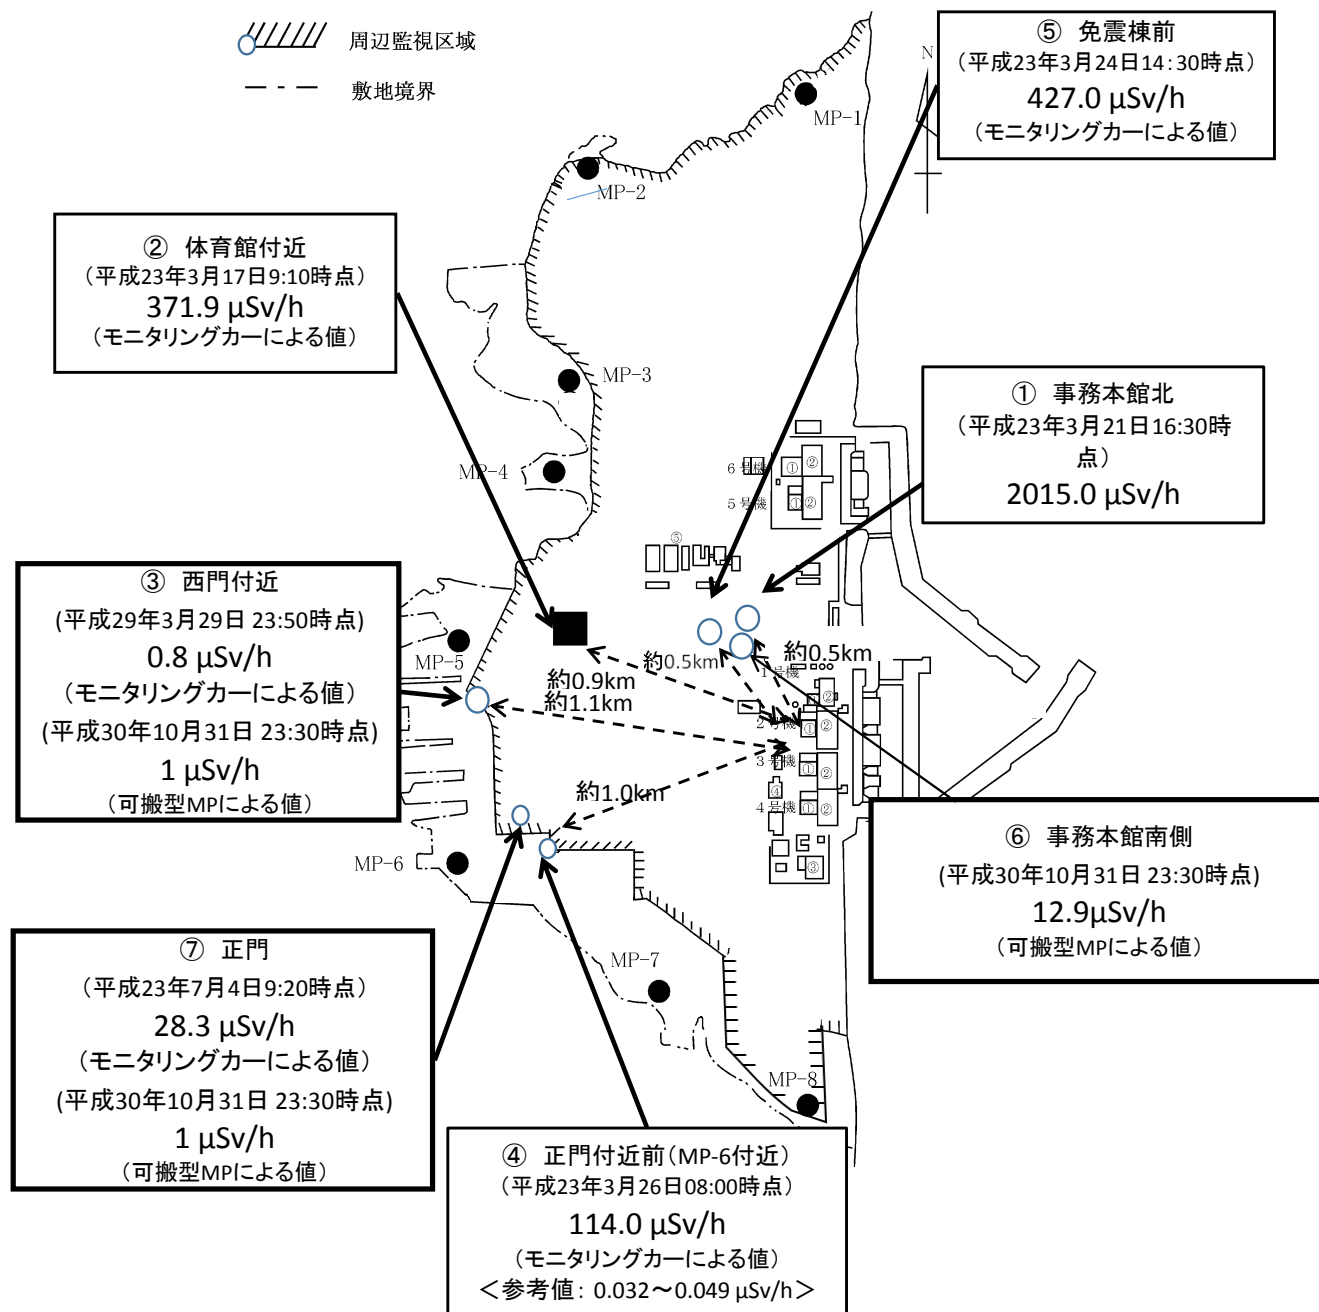 周辺監視区域
敷地境界
⑤ 免震棟前
(平成23年3月24日14:30時点)
427.0 μSv/h
(モニタリングカーによる値)
N
MP-1
MP-2
② 体育館付近
(平成23年3月17日9:10時点)
371.9 μSv/h
(モニタリングカーによる値)
MP-3
① 事務本館北
(平成23年3月21日16:30時
点)
2015.0 μSv/h
MP-4
6号機
① ②
5号機
① ②
⑤
③ 西門付近
(平成29年3月29日 23:50時点)
0.8 μSv/h
(モニタリングカーによる値)
(平成30年10月31日 23:30時点)
1 μSv/h
(可搬型MPによる値)
MP-5
約0.9km
約1.1km
約0.5km
約0.5km
1号機
②
2号機
① ②
3号機
① ②
④
4号機
① ②
③
約1.0km
MP-6
⑥ 事務本館南側
(平成30年10月31日 23:30時点)
12.9μSv/h
(可搬型MPによる値)
⑦ 正門
(平成23年7月4日9:20時点)
28.3 μSv/h
(モニタリングカーによる値)
(平成30年10月31日 23:30時点)
1 μSv/h
(可搬型MPによる値)
MP-7
MP-8
④ 正門付近前(MP-6付近)
(平成23年3月26日08:00時点)
114.0 μSv/h
(モニタリングカーによる値)
<参考値: 0.032～0.049 μSv/h>